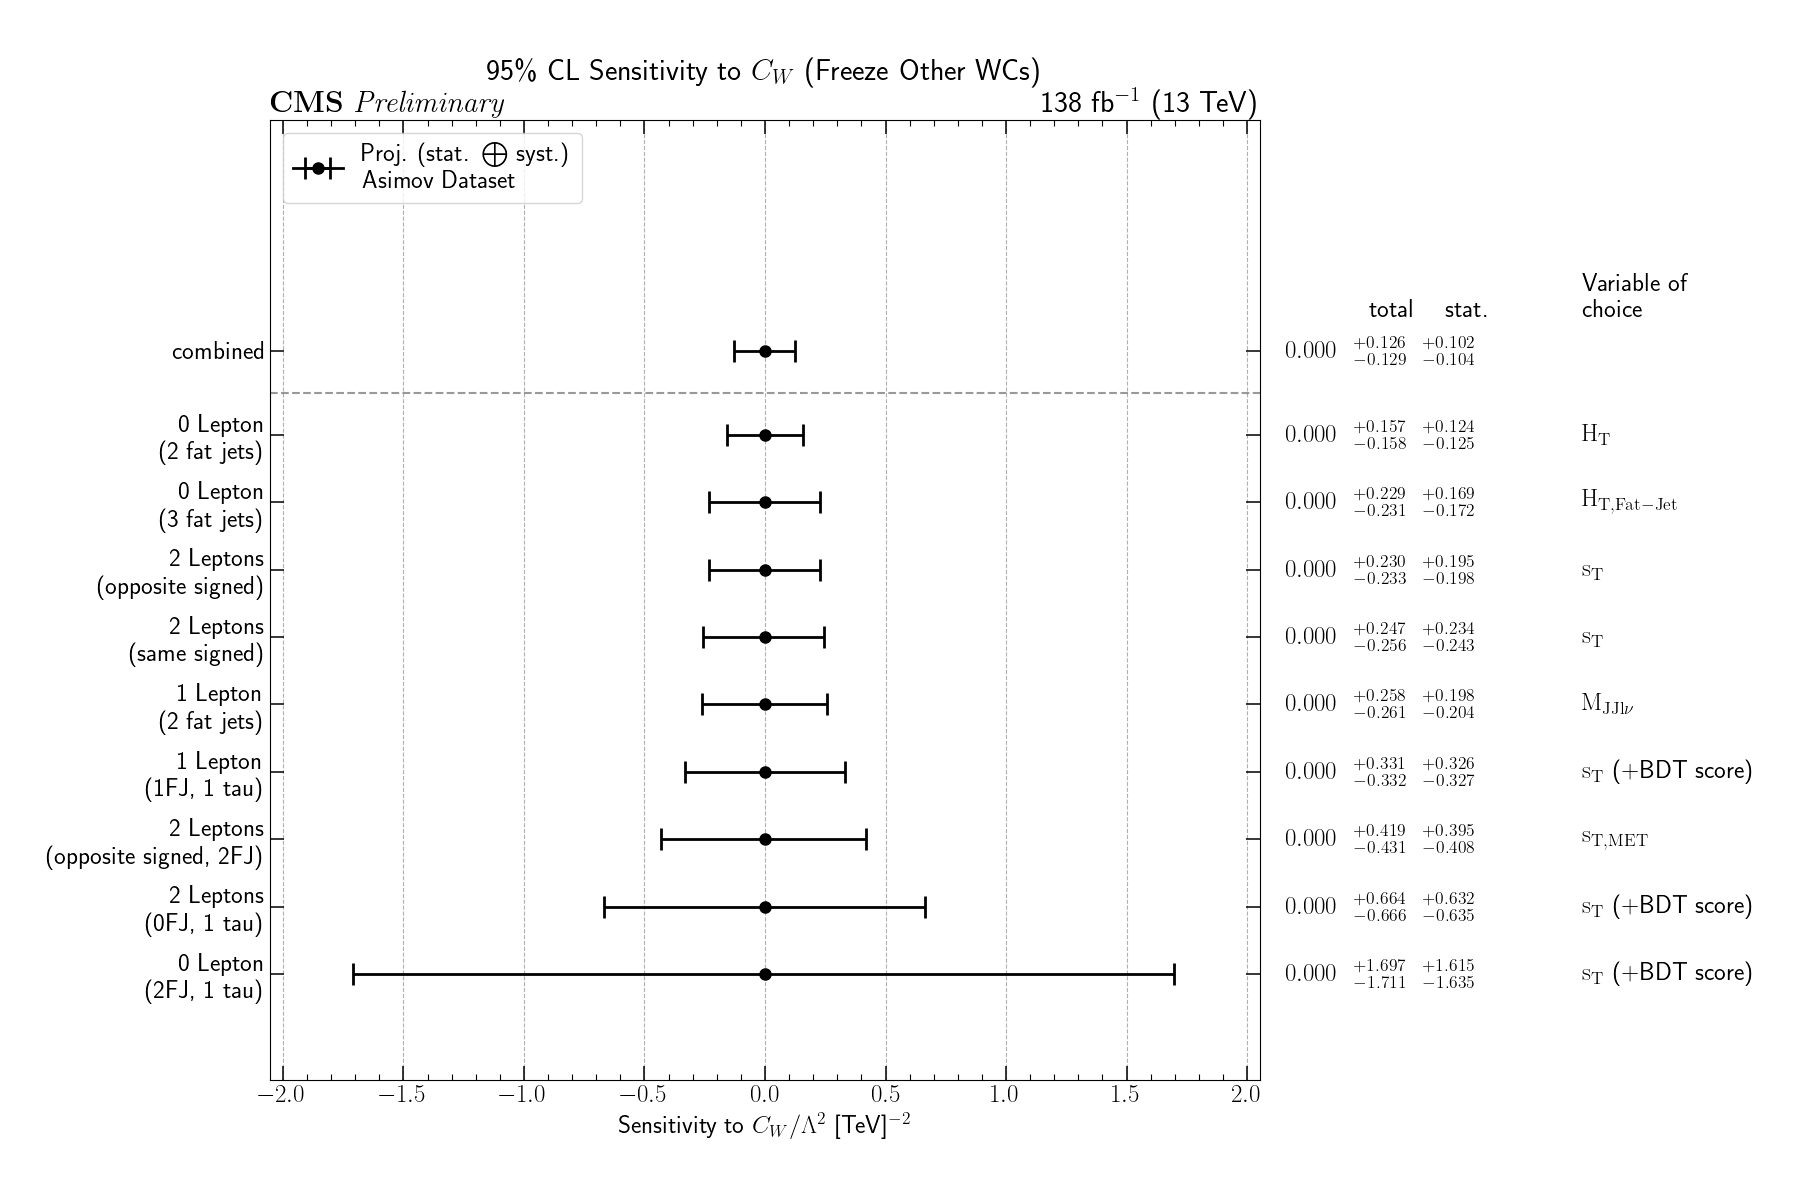 95% CL Sensitivity to C_W (Freeze Other WCs)
CMS Preliminary 138 fb⁻¹ (13 TeV)
Proj. (stat. ⨁ syst.)
Asimov Dataset
Variable of
total stat. choice
combined 0.000 +0.126 −0.129 +0.102 −0.104
0 Lepton
(2 fat jets) 0.000 +0.157 −0.158 +0.124 −0.125 H_T
0 Lepton
(3 fat jets) 0.000 +0.229 −0.231 +0.169 −0.172 H_T,Fat−Jet
2 Leptons
(opposite signed) 0.000 +0.230 −0.233 +0.195 −0.198 s_T
2 Leptons
(same signed) 0.000 +0.247 −0.256 +0.234 −0.243 s_T
1 Lepton
(2 fat jets) 0.000 +0.258 −0.261 +0.198 −0.204 M_JJlν
1 Lepton
(1FJ, 1 tau) 0.000 +0.331 −0.332 +0.326 −0.327 s_T (+BDT score)
2 Leptons
(opposite signed, 2FJ) 0.000 +0.419 −0.431 +0.395 −0.408 s_T,MET
2 Leptons
(0FJ, 1 tau) 0.000 +0.664 −0.666 +0.632 −0.635 s_T (+BDT score)
0 Lepton
(2FJ, 1 tau) 0.000 +1.697 −1.711 +1.615 −1.635 s_T (+BDT score)
−2.0 −1.5 −1.0 −0.5 0.0 0.5 1.0 1.5 2.0
Sensitivity to C_W/Λ² [TeV]⁻²